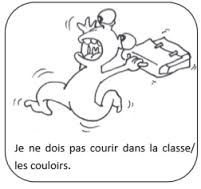 Je ne dois pas courir dans la classe/
les couloirs.